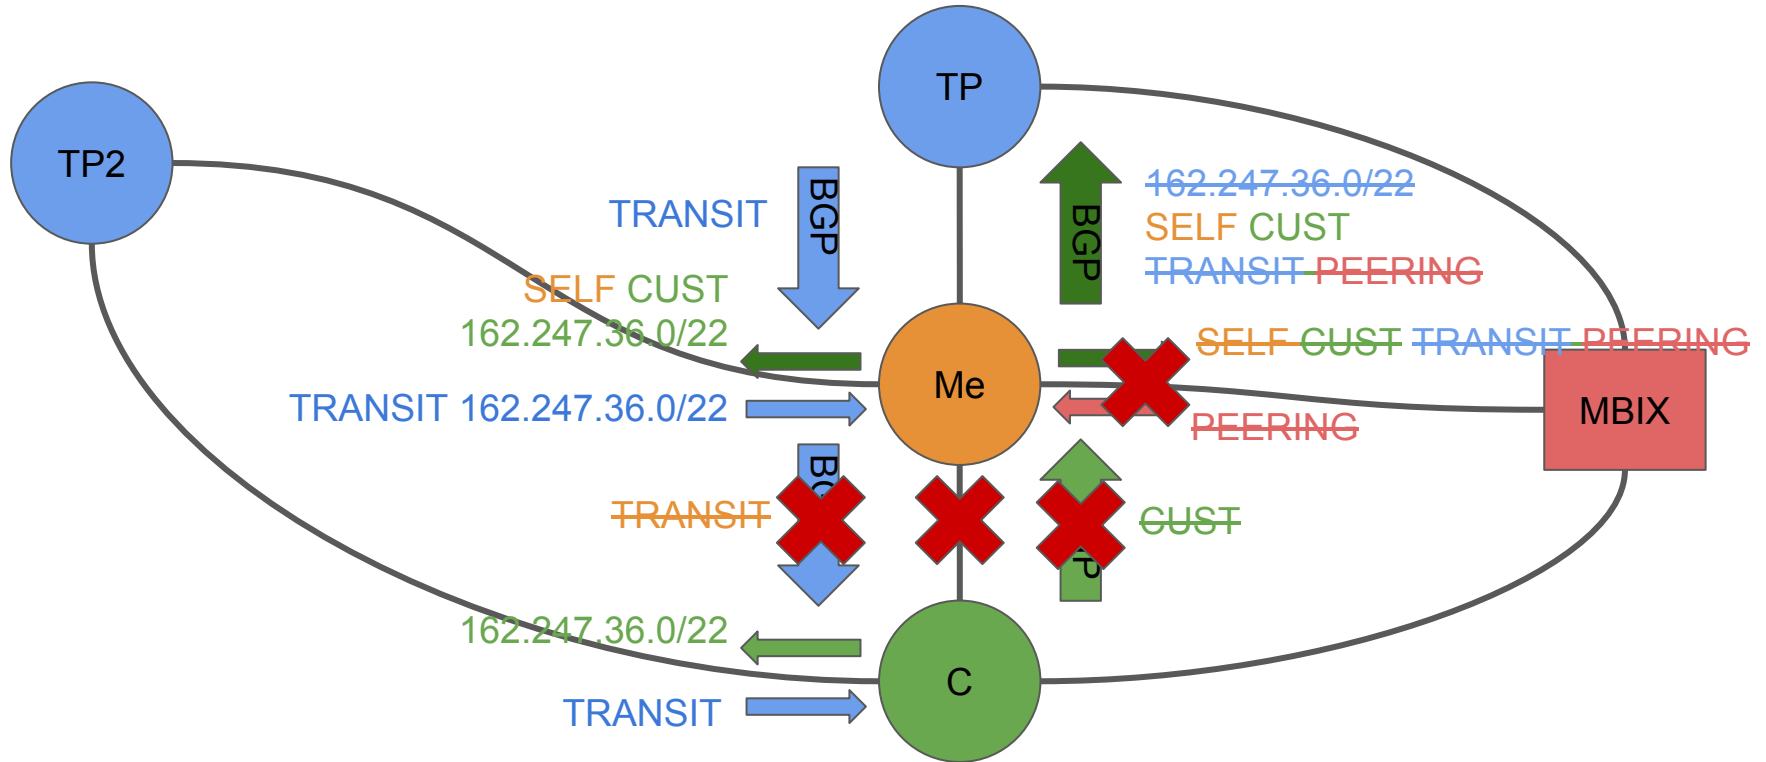 TP
TP2
BGP
TRANSIT
BGP
162.247.36.0/22
SELF CUST
TRANSIT PEERING
SELF CUST
162.247.36.0/22
SELF CUST TRANSIT PEERING
Me
MBIX
TRANSIT 162.247.36.0/22
PEERING
TRANSIT
CUST
162.247.36.0/22
C
TRANSIT